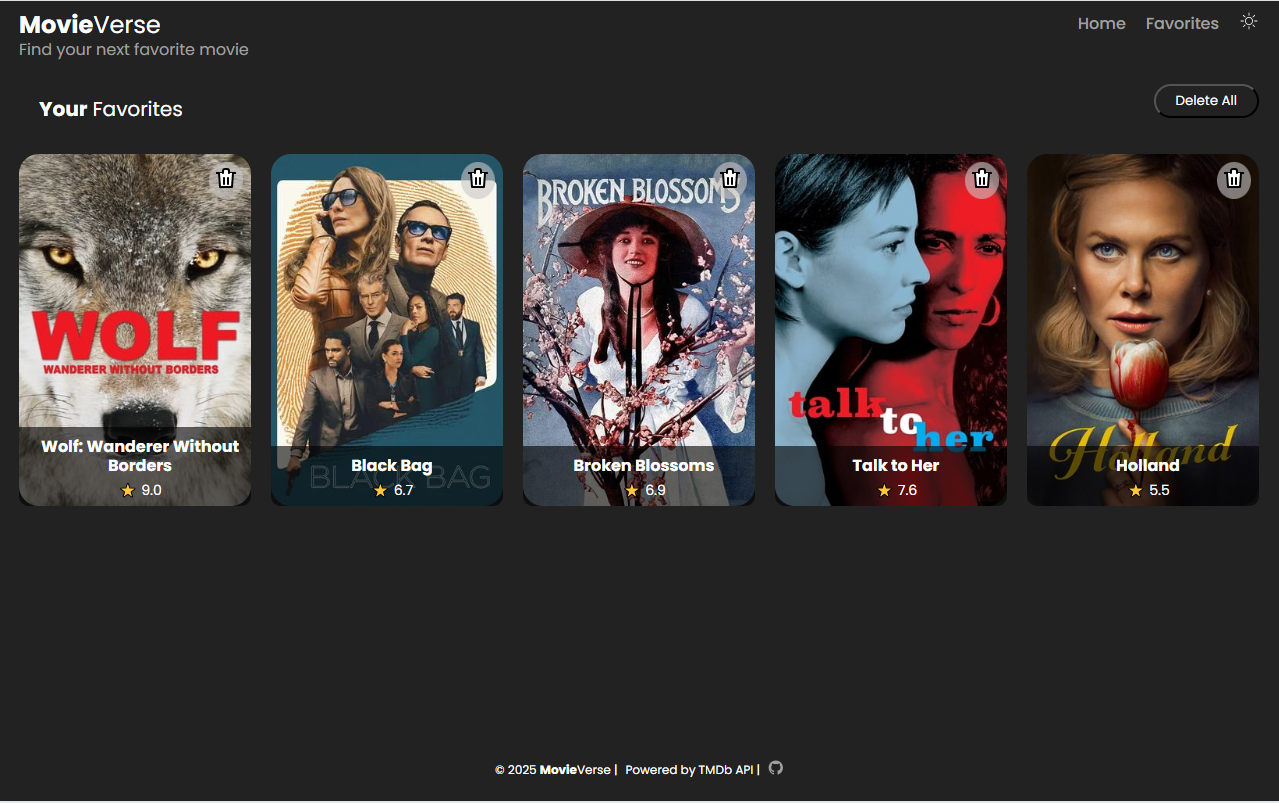 MovieVerse
Find your next favorite movie
Home Favorites
Your Favorites
Delete All
WOLF
WANDERER WITHOUT BORDERS
Wolf: Wanderer Without
Borders
9.0
BLACK BAG
Black Bag
6.7
BROKEN BLOSSOMS
Broken Blossoms
6.9
talk
to
her
Talk to Her
7.6
Holland
Holland
5.5
© 2025 MovieVerse | Powered by TMDb API |